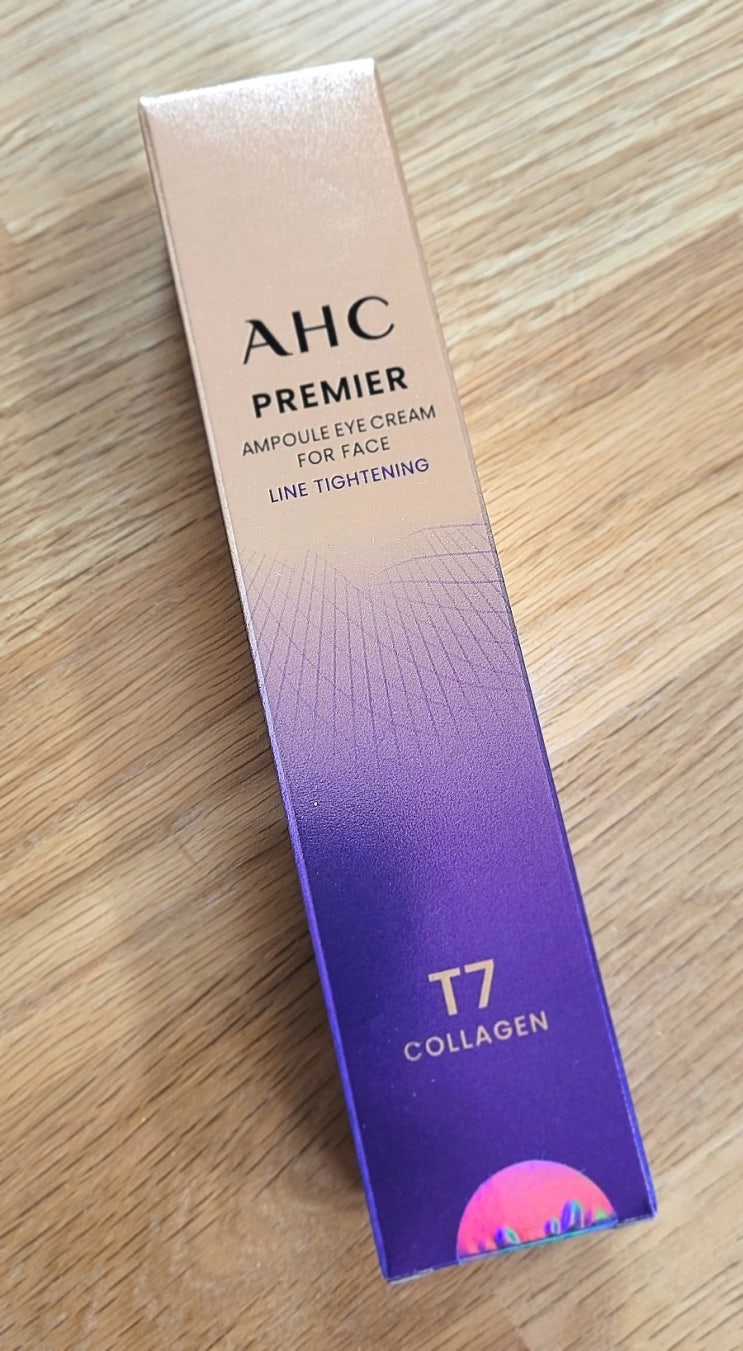 AHC
PREMIER
AMPOULE EYE CREAM
FOR FACE
LINE TIGHTENING
T7
COLLAGEN